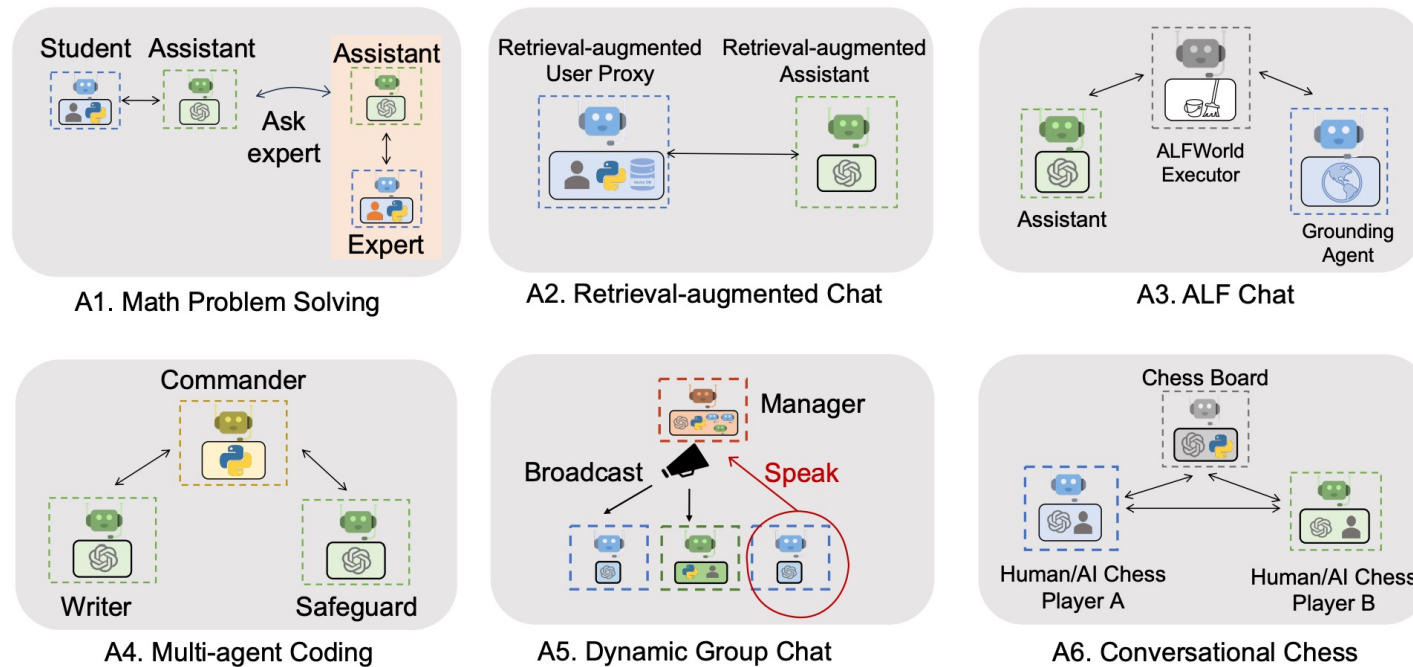 Student
Assistant
Assistant
Ask
expert
Expert
A1. Math Problem Solving
Retrieval-augmented
User Proxy
Retrieval-augmented
Assistant
A2. Retrieval-augmented Chat
ALFWorld
Executor
Assistant
Grounding
Agent
A3. ALF Chat
Commander
Writer
Safeguard
A4. Multi-agent Coding
Manager
Broadcast
Speak
A5. Dynamic Group Chat
Chess Board
Human/AI Chess
Player A
Human/AI Chess
Player B
A6. Conversational Chess